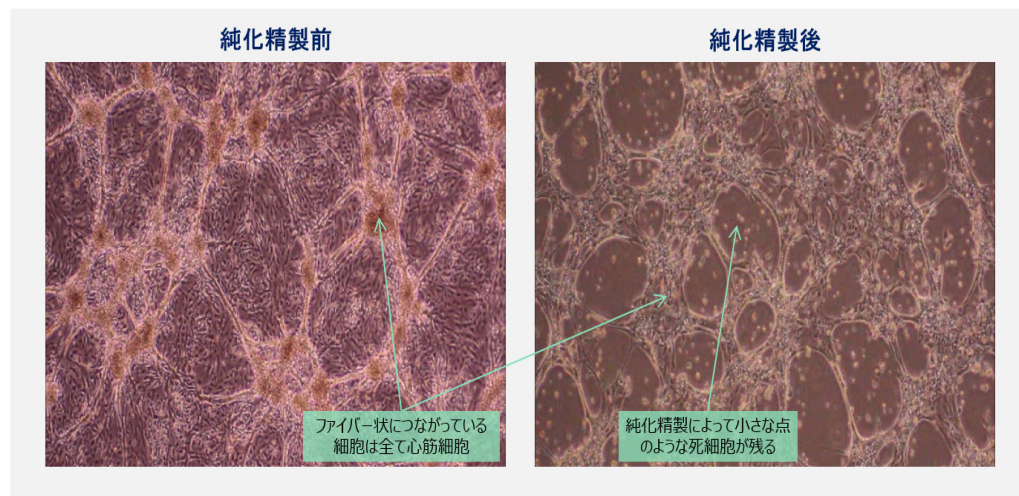 純化精製前
純化精製後
ファイバー状につながっている
細胞は全て心筋細胞
純化精製によって小さな点
のような死細胞が残る